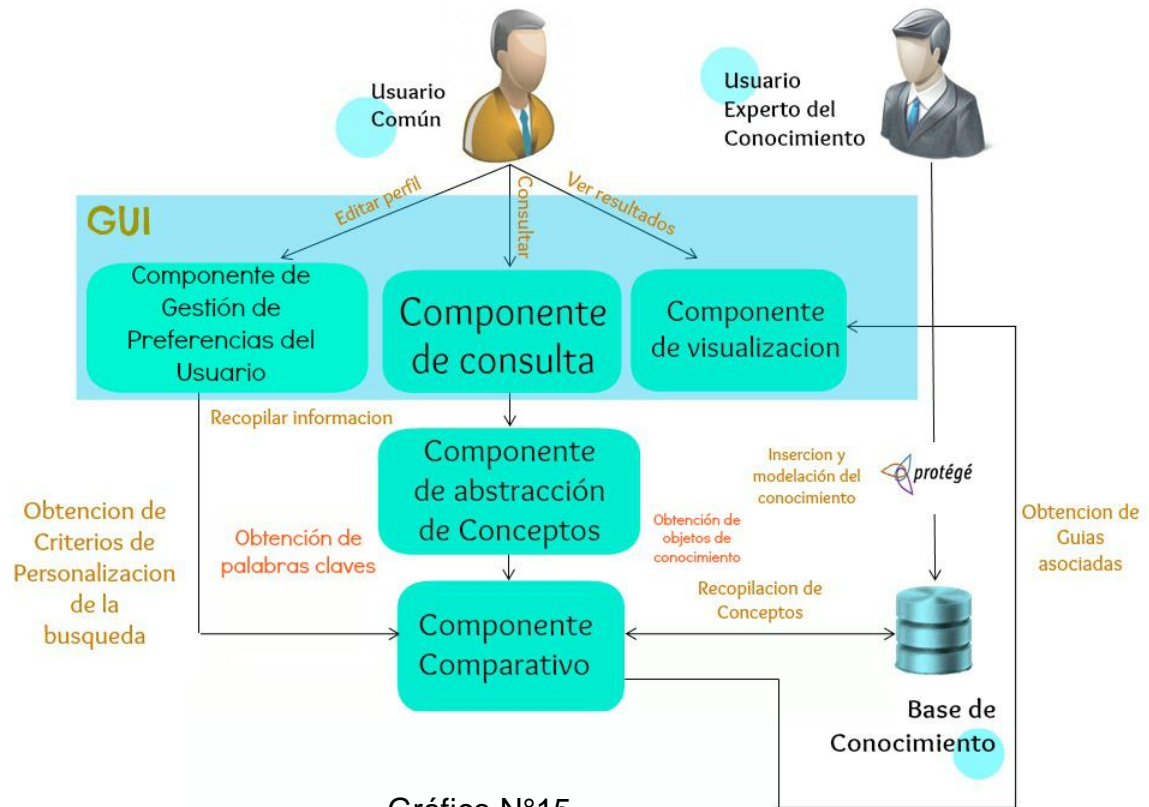 Usuario
Común
Usuario
Experto del
Conocimiento
Editar perfil
Consultar
Ver resultados
GUI
Componente de
Gestión de
Preferencias del
Usuario
Componente
de consulta
Componente
de visualizacion
Recopilar informacion
Componente
de abstracción
de Conceptos
Insercion y
modelación del
conocimiento
protégé
Obtencion de
Criterios de
Personalizacion
de la
busqueda
Obtención de
palabras claves
Obtención de
objetos de
conocimiento
Obtencion de
Guias
asociadas
Recopilacion de
Conceptos
Componente
Comparativo
Base de
Conocimiento
Gráfico N°15